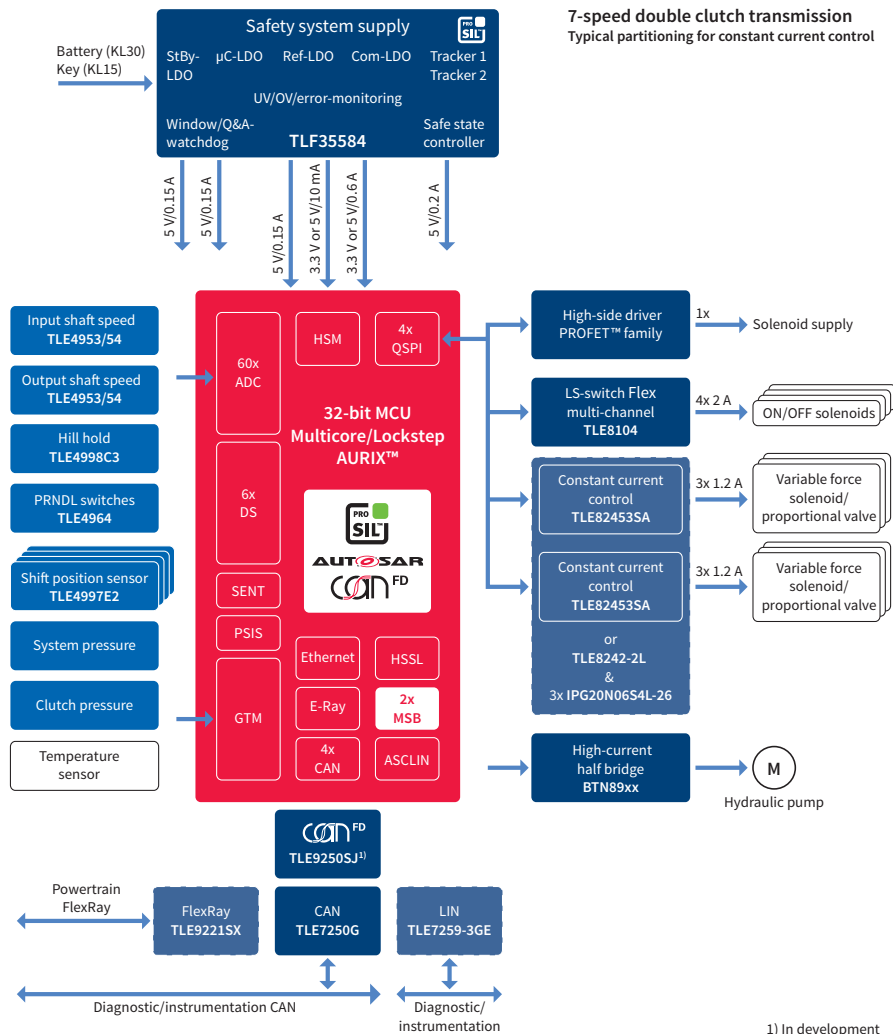 7-speed double clutch transmission
Typical partitioning for constant current control
Safety system supply
PRO
SIL™
Battery (KL30)
Key (KL15)
StBy-
LDO
µC-LDO
Ref-LDO
Com-LDO
Tracker 1
Tracker 2
UV/OV/error-monitoring
Window/Q&A-
watchdog
TLF35584
Safe state
controller
5 V/0.15 A
5 V/0.15 A
5 V/0.15 A
3.3 V or 5 V/10 mA
3.3 V or 5 V/0.6 A
5 V/0.2 A
Input shaft speed
TLE4953/54
Output shaft speed
TLE4953/54
Hill hold
TLE4998C3
PRNDL switches
TLE4964
Shift position sensor
TLE4997E2
System pressure
Clutch pressure
Temperature
sensor
60x
ADC
HSM
4x
QSPI
32-bit MCU
Multicore/Lockstep
AURIX™
6x
DS
PRO
SIL™
AUTOSAR
CAN FD
SENT
PSIS
GTM
Ethernet
HSSL
E-Ray
2x
MSB
4x
CAN
ASCLIN
High-side driver
PROFET™ family
1x
Solenoid supply
LS-switch Flex
multi-channel
TLE8104
4x 2 A
ON/OFF solenoids
Constant current
control
TLE82453SA
3x 1.2 A
Variable force
solenoid/
proportional valve
Constant current
control
TLE82453SA
3x 1.2 A
Variable force
solenoid/
proportional valve
or
TLE8242-2L
&
3x IPG20N06S4L-26
High-current
half bridge
BTN89xx
M
Hydraulic pump
CAN FD
TLE9250SJ1)
Powertrain
FlexRay
FlexRay
TLE9221SX
CAN
TLE7250G
LIN
TLE7259-3GE
Diagnostic/instrumentation CAN
Diagnostic/
instrumentation
1) In development